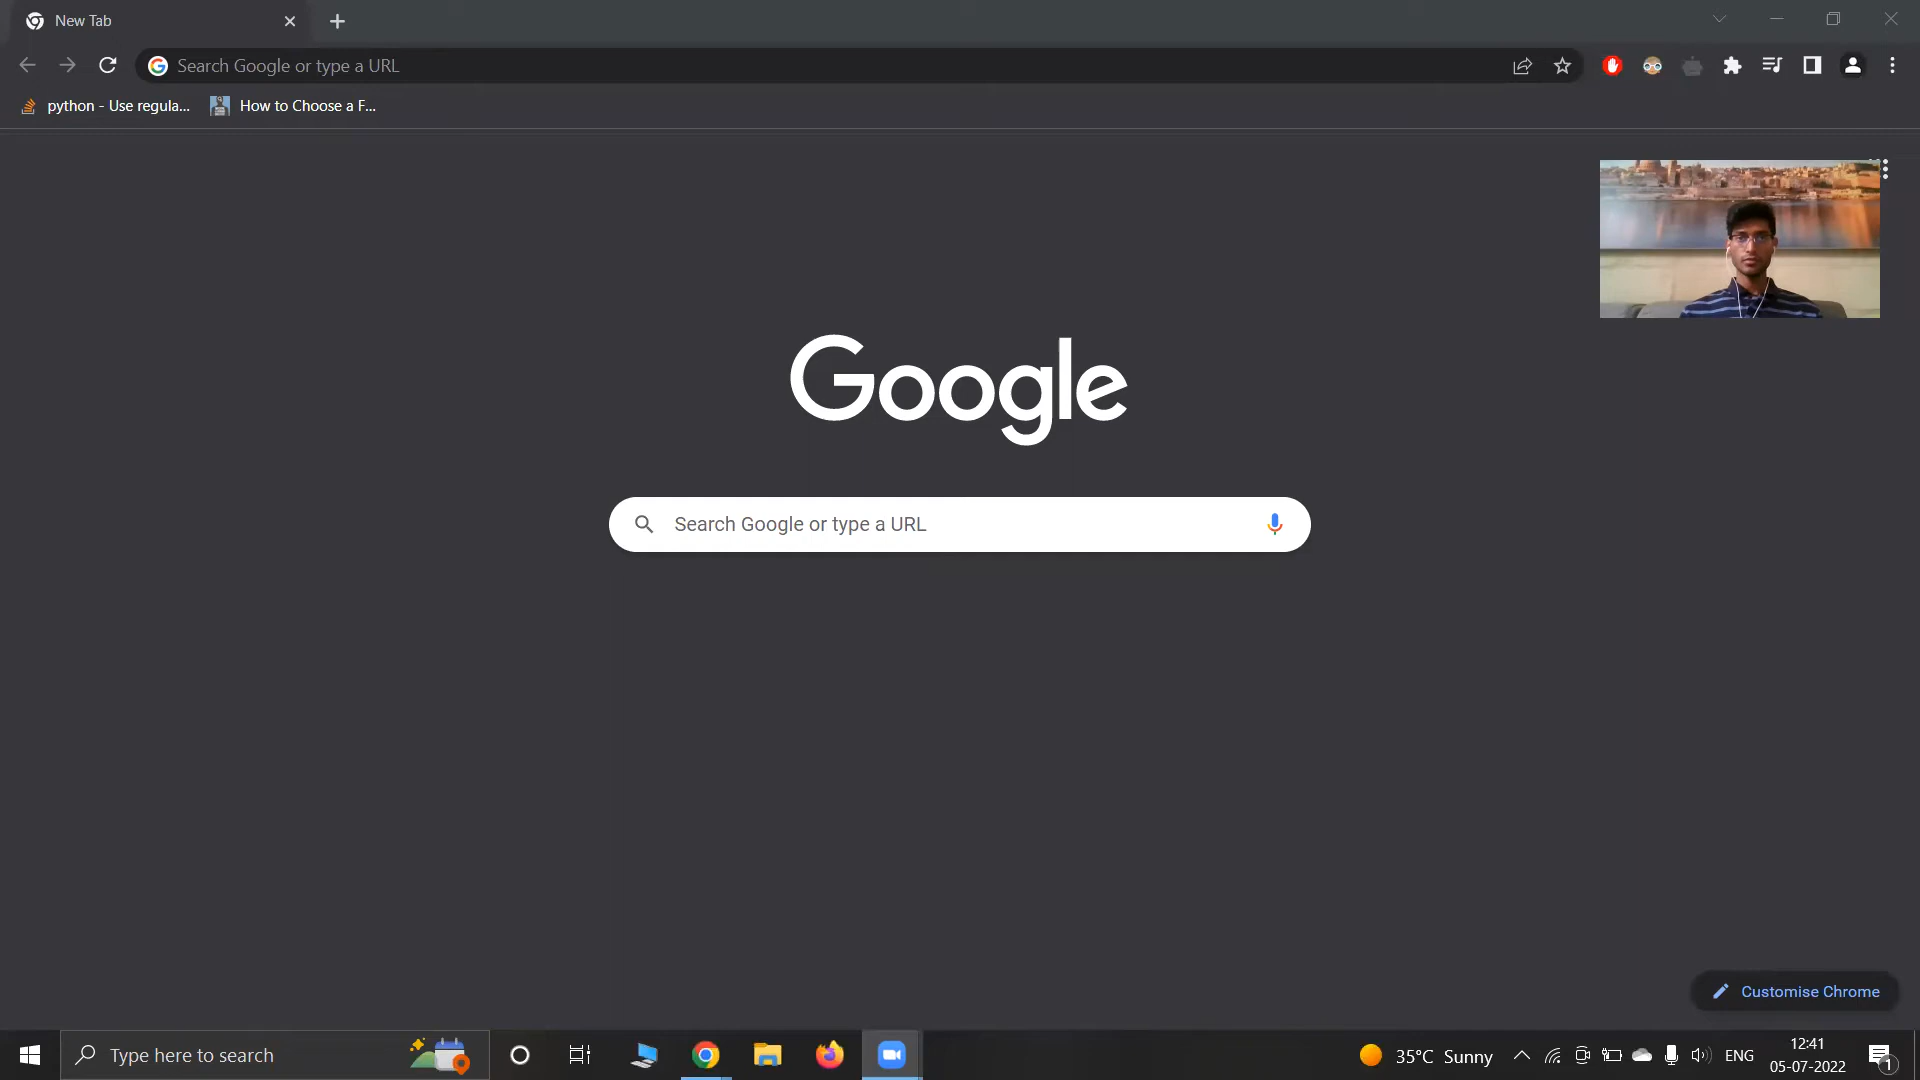 New Tab
Search Google or type a URL
python - Use regula...
How to Choose a F...
Google
Search Google or type a URL
Customise Chrome
Type here to search
35°C Sunny
ENG
12:41
05-07-2022
1